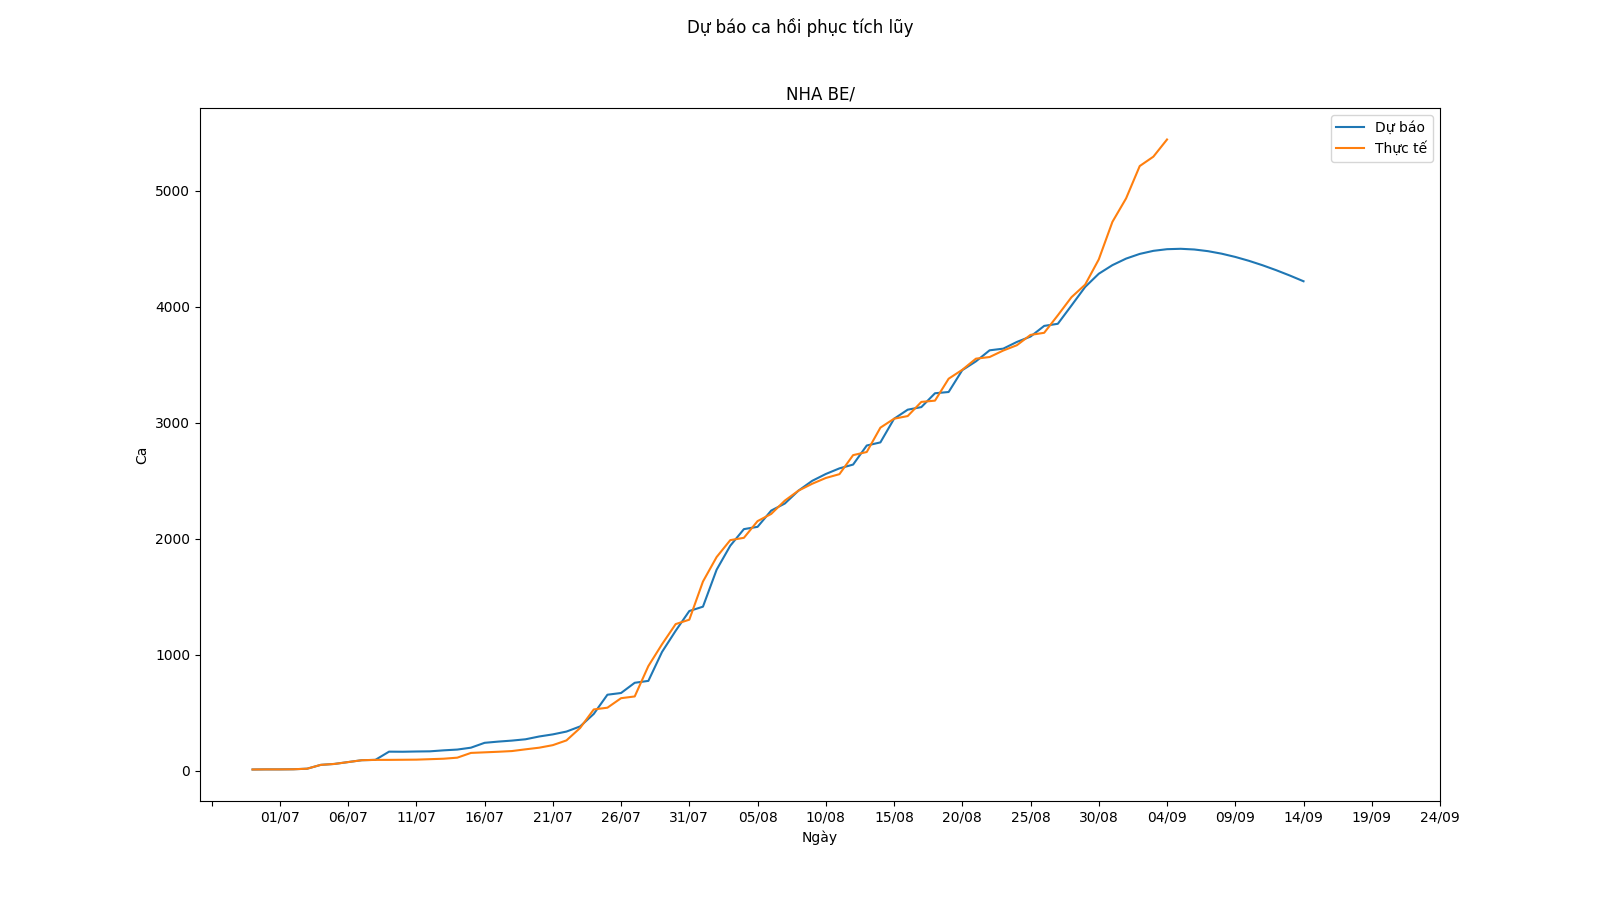 Dự báo ca hồi phục tích lũy
NHA BE/
Dự báo
Thực tế
5000
4000
3000
2000
1000
0
Ca
01/07 06/07 11/07 16/07 21/07 26/07 31/07 05/08 10/08 15/08 20/08 25/08 30/08 04/09 09/09 14/09 19/09 24/09
Ngày